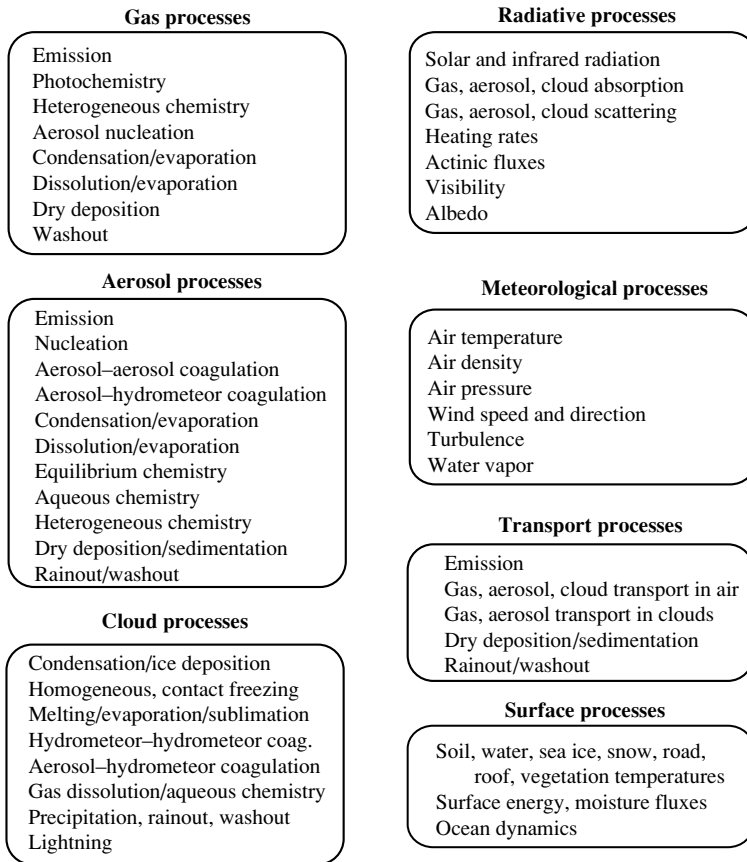 Gas processes
Emission
Photochemistry
Heterogeneous chemistry
Aerosol nucleation
Condensation/evaporation
Dissolution/evaporation
Dry deposition
Washout
Aerosol processes
Emission
Nucleation
Aerosol–aerosol coagulation
Aerosol–hydrometeor coagulation
Condensation/evaporation
Dissolution/evaporation
Equilibrium chemistry
Aqueous chemistry
Heterogeneous chemistry
Dry deposition/sedimentation
Rainout/washout
Cloud processes
Condensation/ice deposition
Homogeneous, contact freezing
Melting/evaporation/sublimation
Hydrometeor–hydrometeor coag.
Aerosol–hydrometeor coagulation
Gas dissolution/aqueous chemistry
Precipitation, rainout, washout
Lightning
Radiative processes
Solar and infrared radiation
Gas, aerosol, cloud absorption
Gas, aerosol, cloud scattering
Heating rates
Actinic fluxes
Visibility
Albedo
Meteorological processes
Air temperature
Air density
Air pressure
Wind speed and direction
Turbulence
Water vapor
Transport processes
Emission
Gas, aerosol, cloud transport in air
Gas, aerosol transport in clouds
Dry deposition/sedimentation
Rainout/washout
Surface processes
Soil, water, sea ice, snow, road,
roof, vegetation temperatures
Surface energy, moisture fluxes
Ocean dynamics